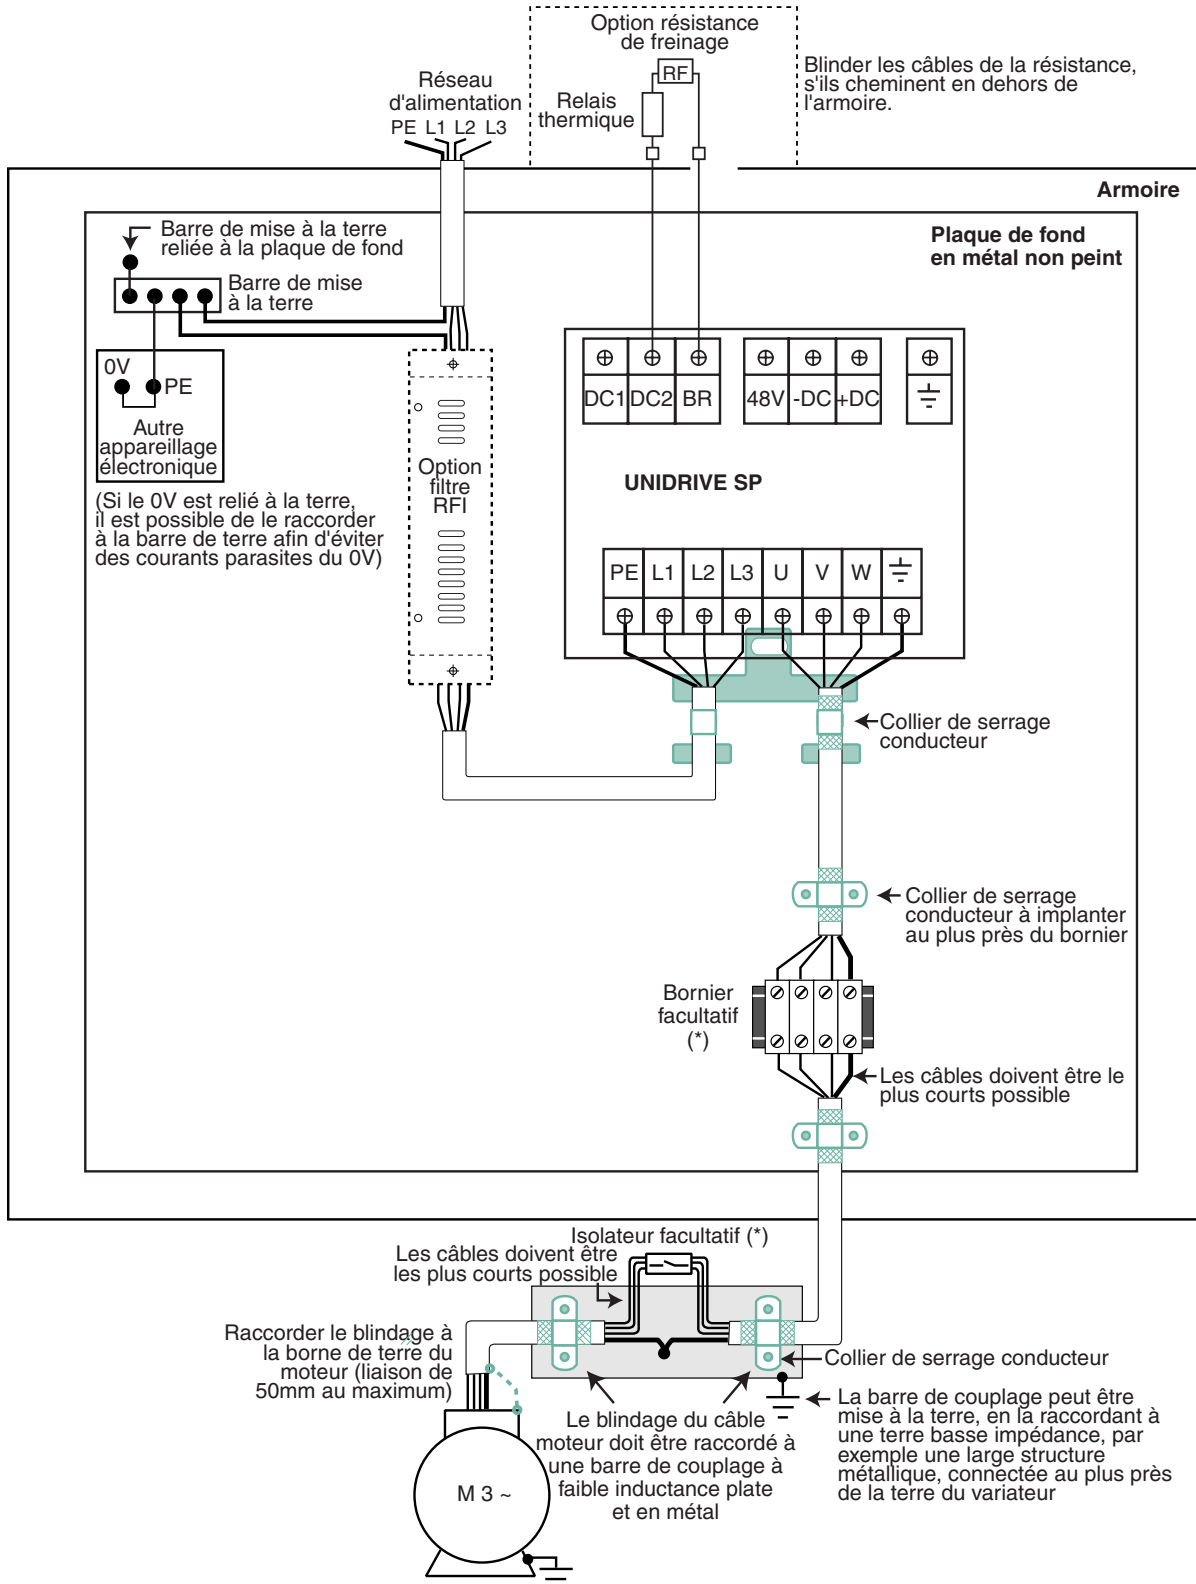 Option résistance
de freinage
RF
Blinder les câbles de la résistance,
s'ils cheminent en dehors de
l'armoire.
Réseau
d'alimentation
PE L1 L2 L3
Relais
thermique
Armoire
Barre de mise à la terre
reliée à la plaque de fond
Plaque de fond
en métal non peint
Barre de mise
à la terre
0V
PE
Autre
appareillage
électronique
(Si le 0V est relié à la terre,
il est possible de le raccorder
à la barre de terre afin d'éviter
des courants parasites du 0V)
Option
filtre
RFI
DC1 DC2 BR 48V -DC +DC
UNIDRIVE SP
PE L1 L2 L3 U V W
Collier de serrage
conducteur
Collier de serrage
conducteur à implanter
au plus près du bornier
Bornier
facultatif
(*)
Les câbles doivent être le
plus courts possible
Isolateur facultatif (*)
Les câbles doivent être
les plus courts possible
Raccorder le blindage à
la borne de terre du
moteur (liaison de
50mm au maximum)
Collier de serrage conducteur
Le blindage du câble
moteur doit être raccordé à
une barre de couplage à
faible inductance plate
et en métal
La barre de couplage peut être
mise à la terre, en la raccordant à
une terre basse impédance, par
exemple une large structure
métallique, connectée au plus près
de la terre du variateur
M 3 ~